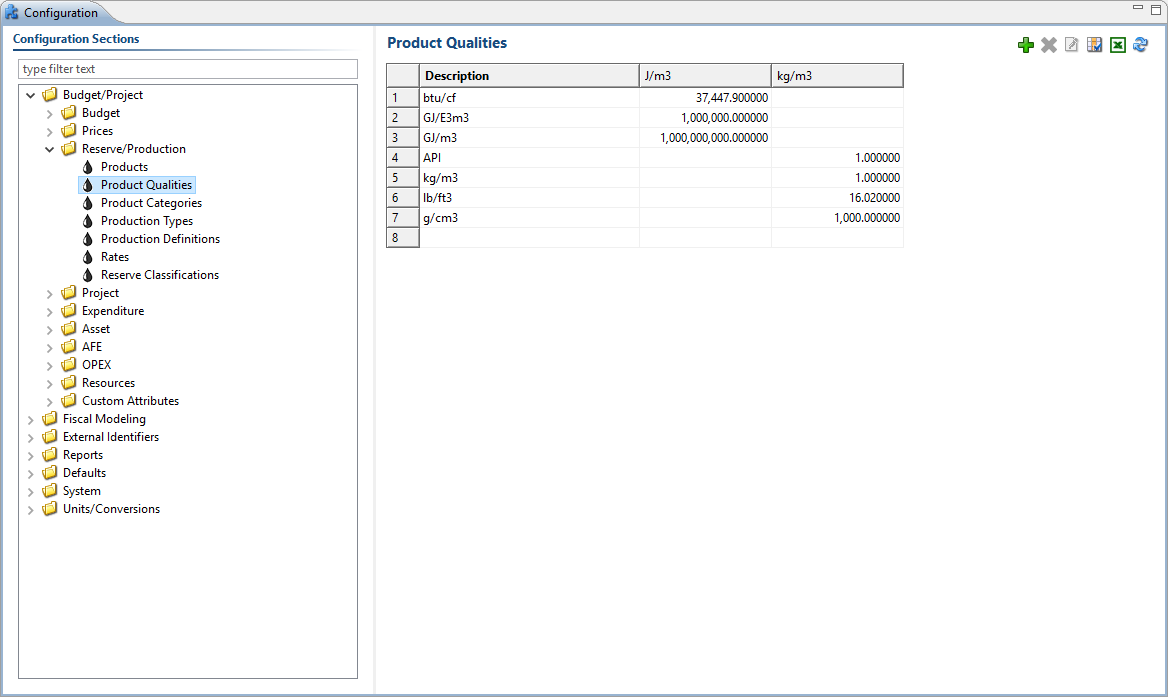 Configuration
Configuration Sections
type filter text
Budget/Project
Budget
Prices
Reserve/Production
Products
Product Qualities
Product Categories
Production Types
Production Definitions
Rates
Reserve Classifications
Project
Expenditure
Asset
AFE
OPEX
Resources
Custom Attributes
Fiscal Modeling
External Identifiers
Reports
Defaults
System
Units/Conversions
Product Qualities
Description J/m3 kg/m3
1 btu/cf 37,447.900000
2 GJ/E3m3 1,000,000.000000
3 GJ/m3 1,000,000,000.000000
4 API 1.000000
5 kg/m3 1.000000
6 lb/ft3 16.020000
7 g/cm3 1,000.000000
8